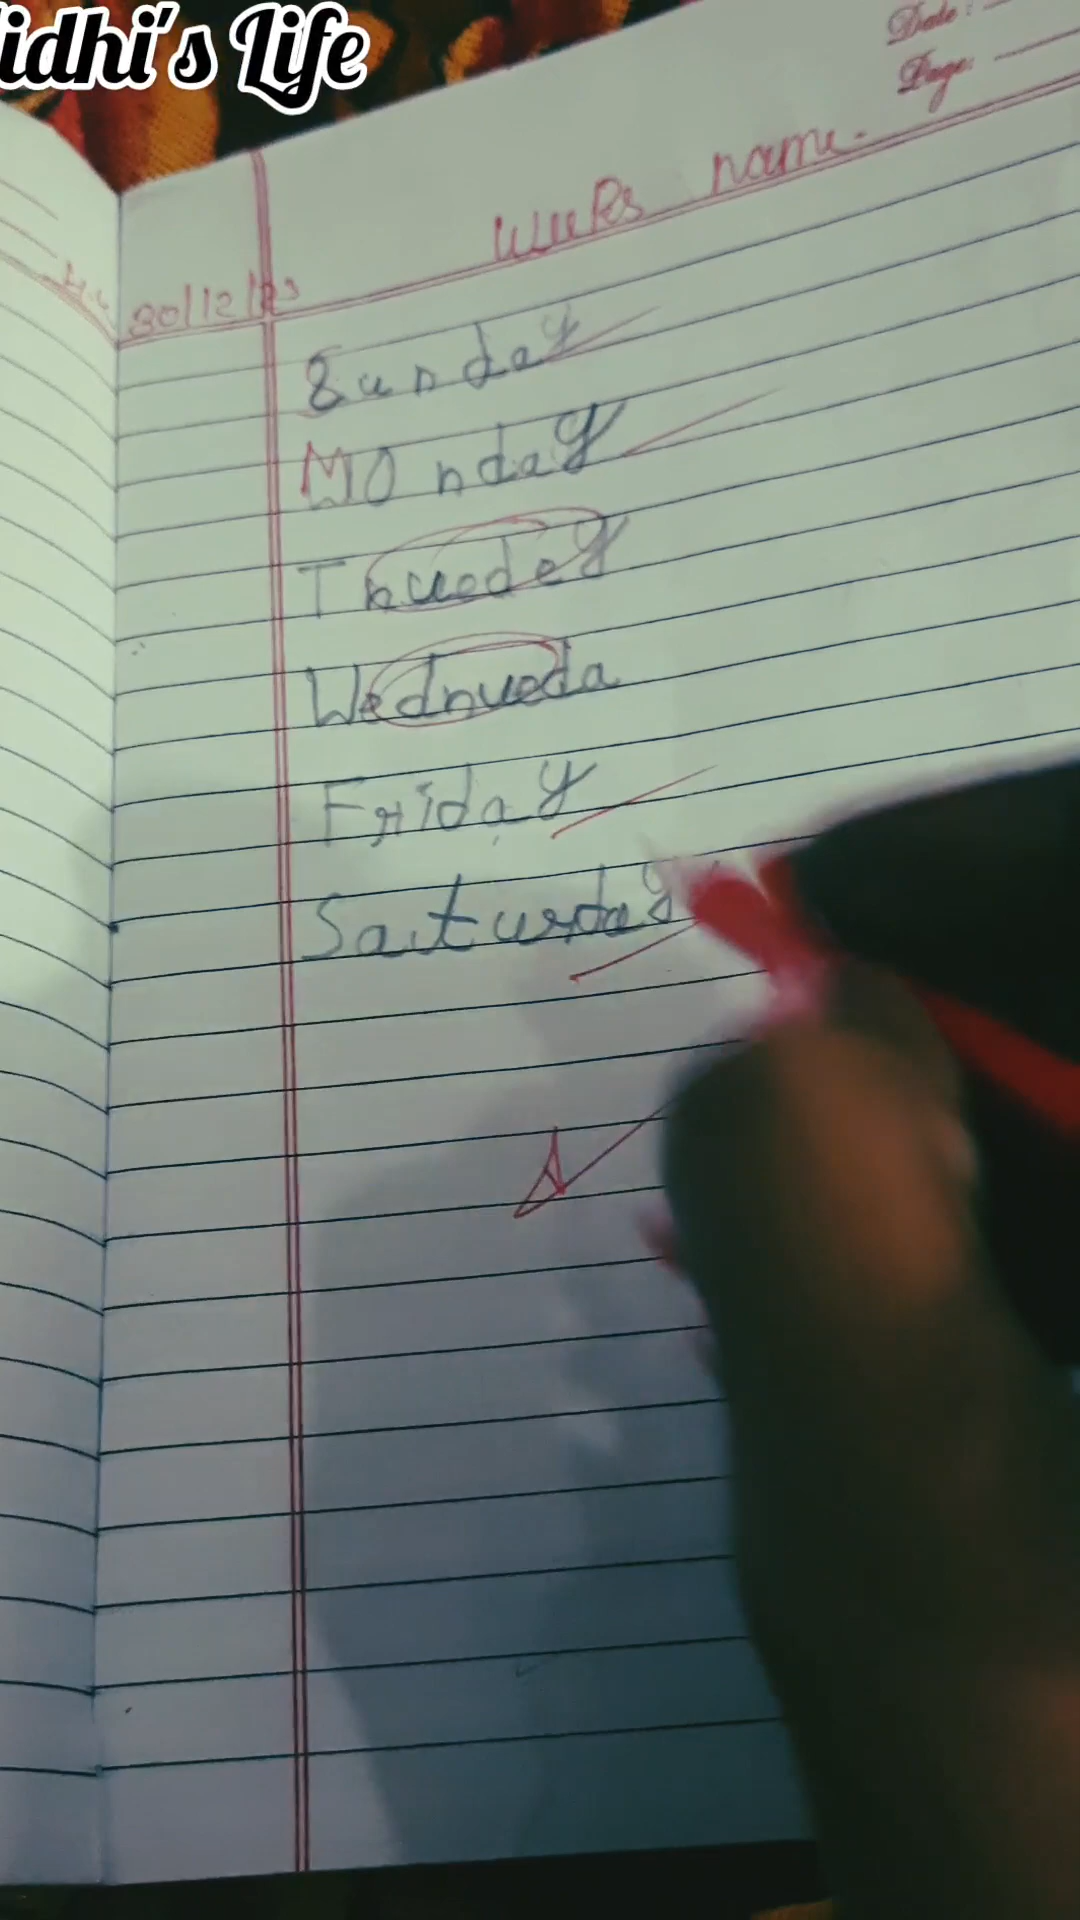 idhi's Life
Date:
Page:
Weeks name.
30/12/23
Sunday
MOnday
Thuedey
Wednueda
Friday
Saturday